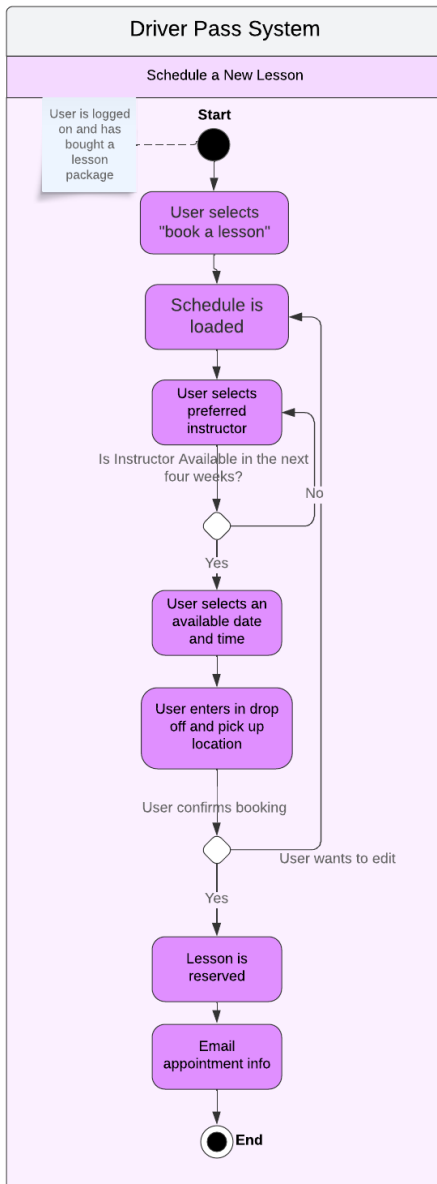 Driver Pass System
Schedule a New Lesson
User is logged
on and has
bought a
lesson
package
Start
User selects
"book a lesson"
Schedule is
loaded
User selects
preferred
instructor
Is Instructor Available in the next
four weeks?
No
Yes
User selects an
available date
and time
User enters in drop
off and pick up
location
User confirms booking
User wants to edit
Yes
Lesson is
reserved
Email
appointment info
End